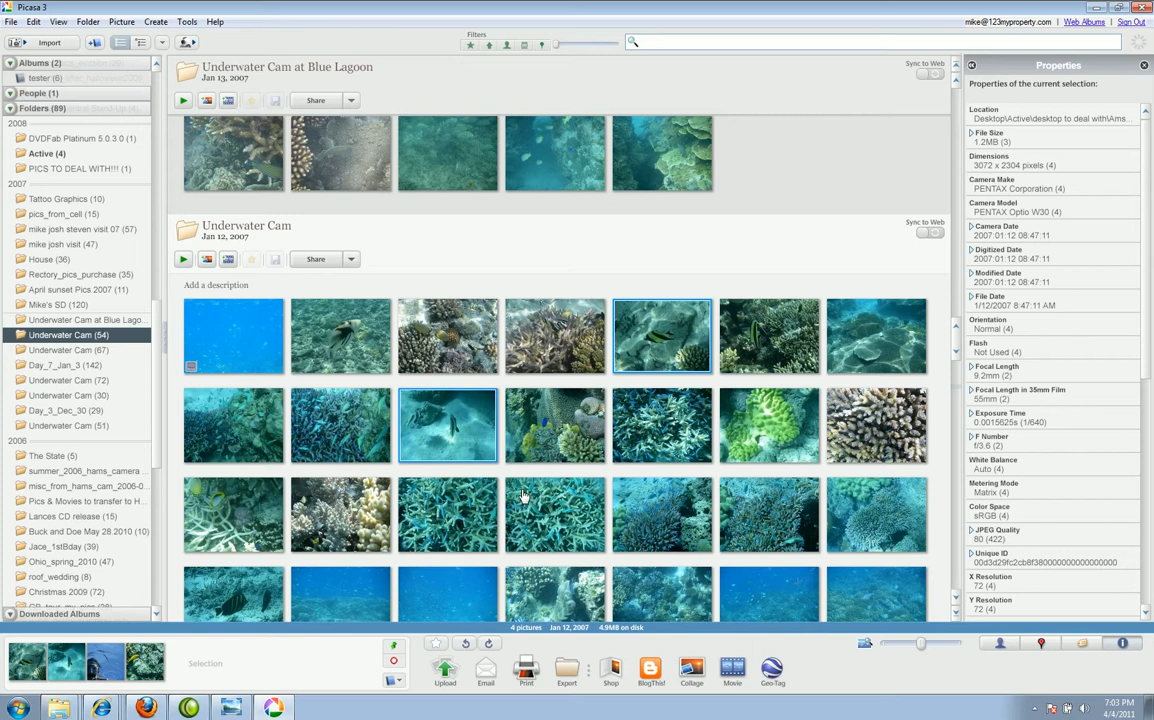 Picasa 3
File Edit View Folder Picture Create Tools Help
mike@123myproperty.com | Web Albums | Sign Out
Import
Filters
Albums (2)
tester (6)
People (1)
Folders (89)
2008
DVDFab Platinum 5.0.3.0 (1)
Active (4)
PICS TO DEAL WITH!!! (1)
2007
Tattoo Graphics (10)
pics_from_cell (15)
mike josh steven visit 07 (57)
mike josh visit (47)
House (36)
Rectory_pics_purchase (35)
April sunset Pics 2007 (11)
Mike's SD (120)
Underwater Cam at Blue Lago...
Underwater Cam (54)
Underwater Cam (67)
Day_7_Jan_3 (142)
Underwater Cam (72)
Underwater Cam (30)
Day_3_Dec_30 (29)
Underwater Cam (51)
2006
The State (5)
summer_2006_hams_camera ...
misc_from_hams_cam_2006-0...
Pics & Movies to transfer to H...
Lances CD release (15)
Buck and Doe May 28.2010 (10)
Jace_1stBday (39)
Ohio_spring_2010 (47)
roof_wedding (8)
Christmas 2009 (72)
Downloaded Albums
Underwater Cam at Blue Lagoon
Jan 13, 2007
Sync to Web
Share
Underwater Cam
Jan 12, 2007
Sync to Web
Share
Add a description
Properties
Properties of the current selection:
Location
Desktop\Active\desktop to deal with\Ams...
File Size
1.2MB (3)
Dimensions
3072 x 2304 pixels (4)
Camera Make
PENTAX Corporation (4)
Camera Model
PENTAX Optio W30 (4)
Camera Date
2007:01:12 08:47:11
Digitized Date
2007:01:12 08:47:11
Modified Date
2007:01:12 08:47:11
File Date
1/12/2007 8:47:11 AM
Orientation
Normal (4)
Flash
Not Used (4)
Focal Length
9.2mm (2)
Focal Length in 35mm Film
55mm (2)
Exposure Time
0.0015625s (1/640)
F Number
f/3.6 (2)
White Balance
Auto (4)
Metering Mode
Matrix (4)
Color Space
sRGB (4)
JPEG Quality
80 (422)
Unique ID
00d3d29fc2cb8f380000000000000000
X Resolution
72 (4)
Y Resolution
72 (4)
4 pictures Jan 12, 2007 4.9MB on disk
Selection
Upload Email Print Export Shop BlogThis! Collage Movie Geo-Tag
7:03 PM
4/4/2011